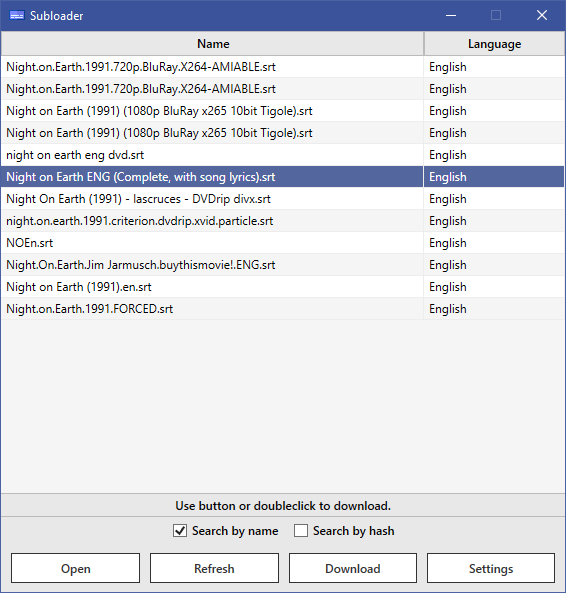 Subloader
Name Language
Night.on.Earth.1991.720p.BluRay.X264-AMIABLE.srt English
Night.on.Earth.1991.720p.BluRay.X264-AMIABLE.srt English
Night on Earth (1991) (1080p BluRay x265 10bit Tigole).srt English
Night on Earth (1991) (1080p BluRay x265 10bit Tigole).srt English
night on earth eng dvd.srt English
Night on Earth ENG (Complete, with song lyrics).srt English
Night On Earth (1991) - lascruces - DVDrip divx.srt English
night.on.earth.1991.criterion.dvdrip.xvid.particle.srt English
NOEn.srt English
Night.On.Earth.Jim Jarmusch.buythismovie!.ENG.srt English
Night on Earth (1991).en.srt English
Night.on.Earth.1991.FORCED.srt English
Use button or doubleclick to download.
Search by name Search by hash
Open Refresh Download Settings